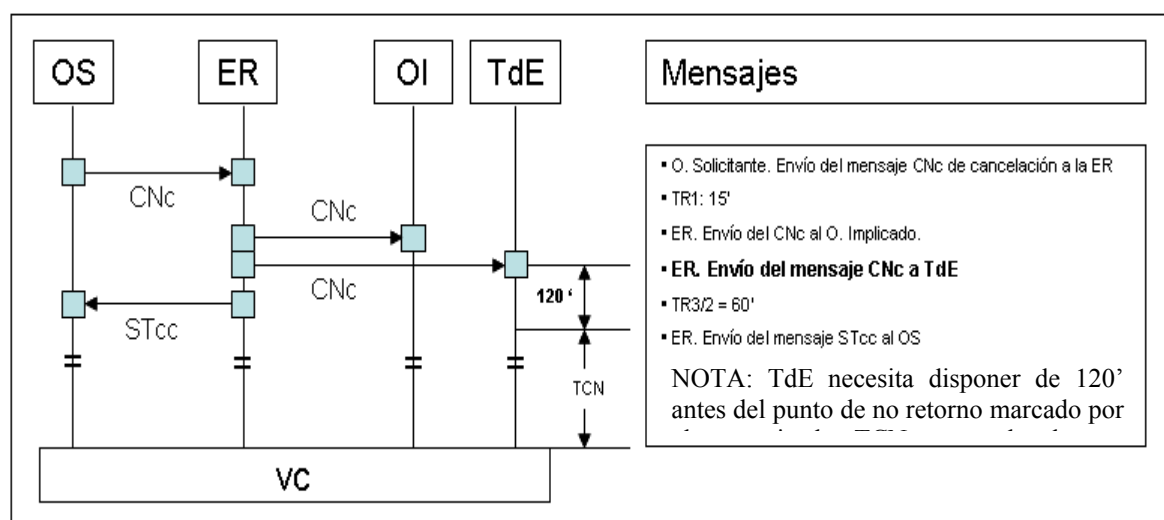 OS ER OI TdE
CNc
CNc
CNc
STcc
120 ‘
TCN
VC
Mensajes
▪ O. Solicitante. Envío del mensaje CNc de cancelación a la ER
▪ TR1: 15'
▪ ER. Envío del CNc al O. Implicado.
▪ ER. Envío del mensaje CNc a TdE
▪ TR3/2 = 60'
▪ ER. Envío del mensaje STcc al OS
NOTA: TdE necesita disponer de 120’
antes del punto de no retorno marcado por